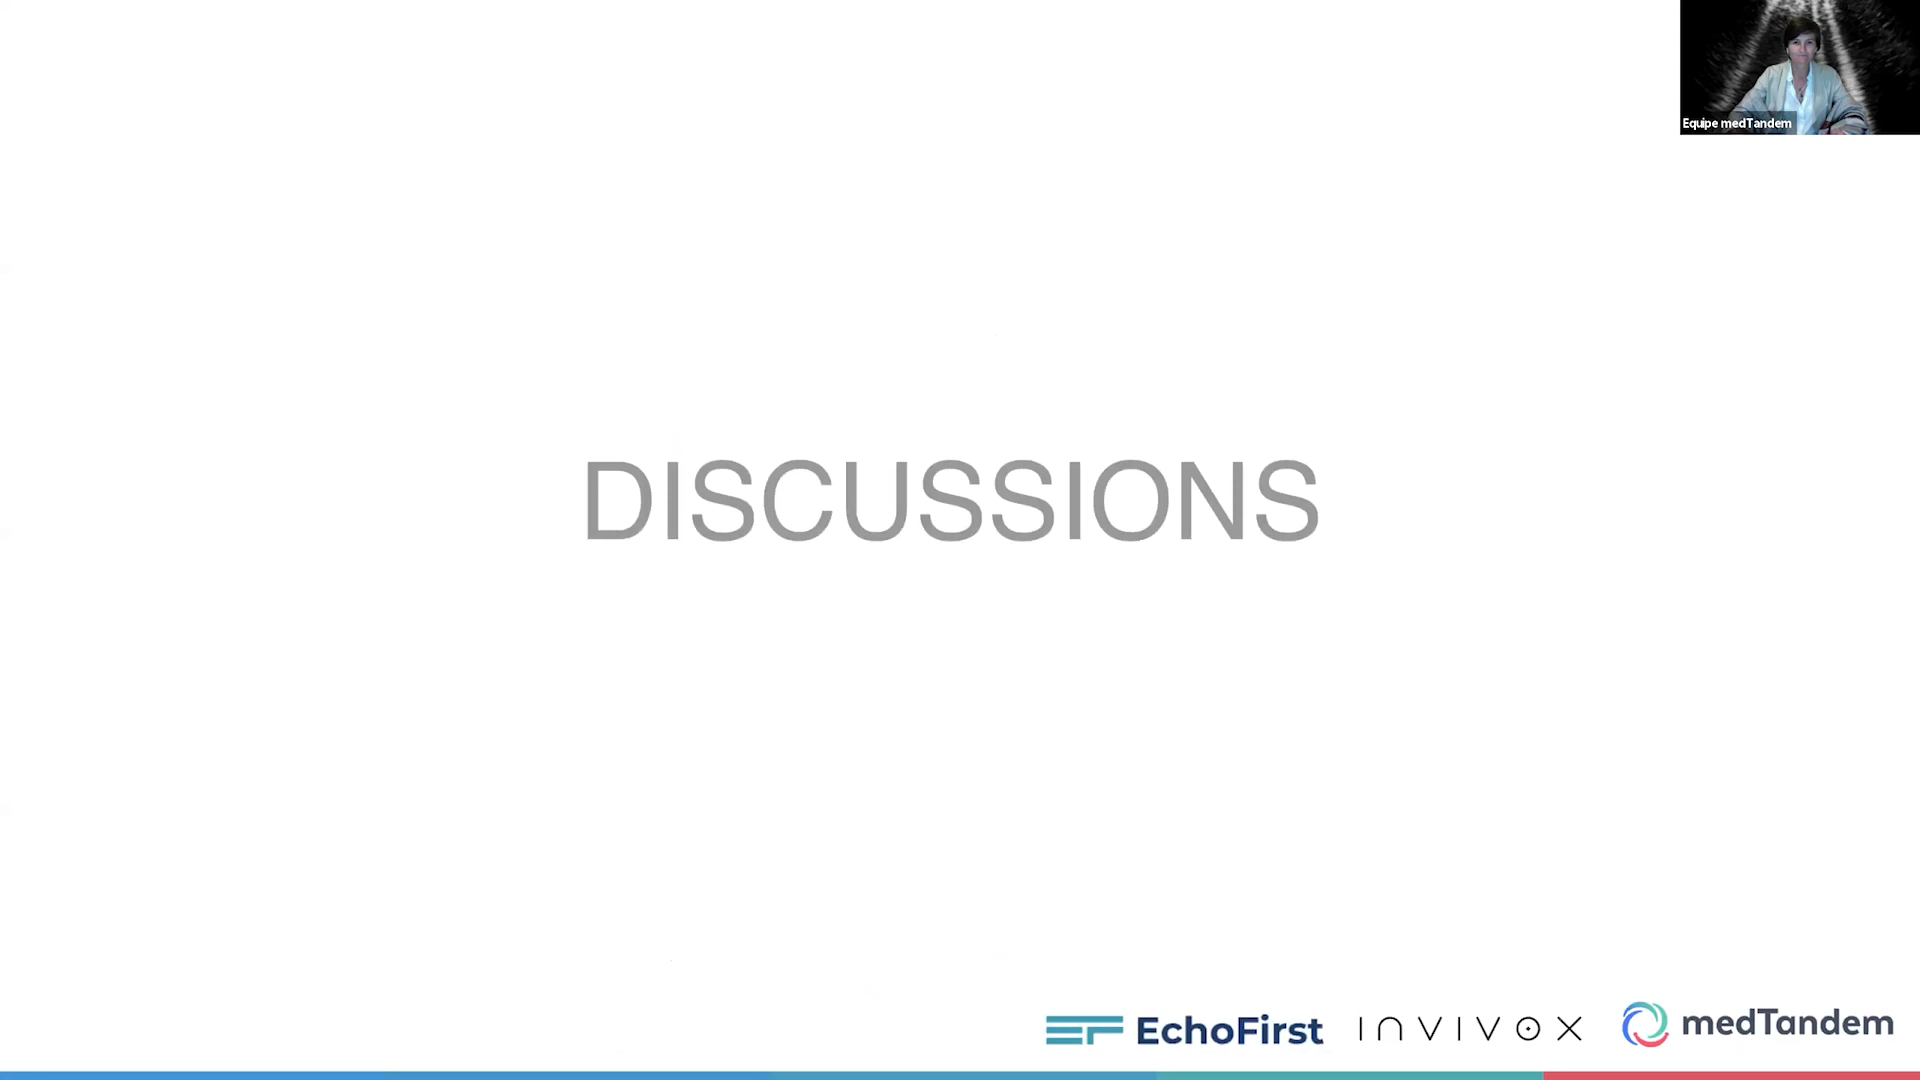 Equipe medTandem
DISCUSSIONS
EchoFirst
INVIVOX
medTandem